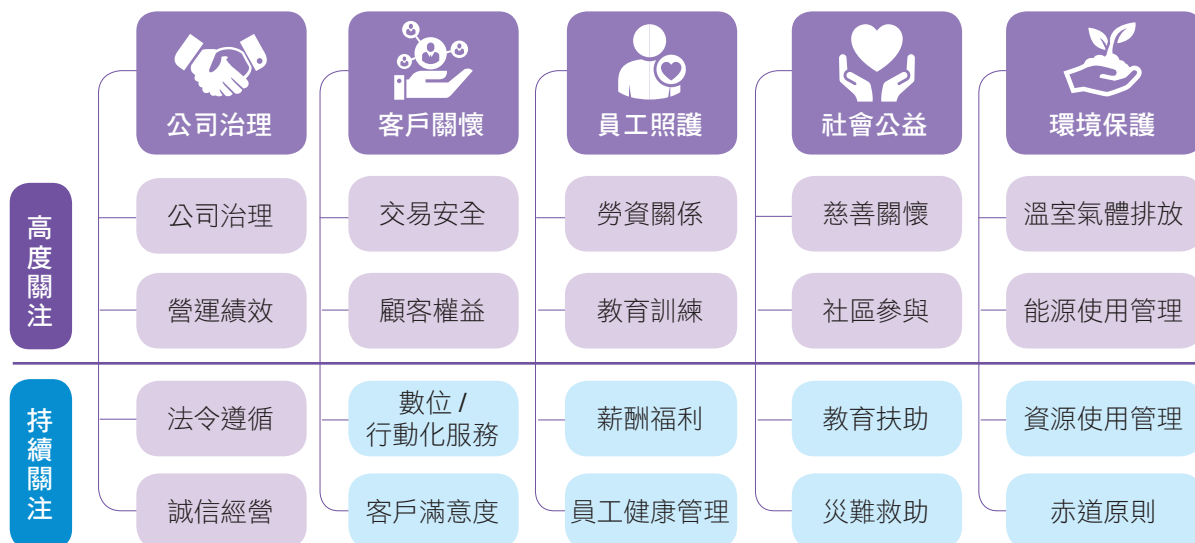 公司治理
客戶關懷
員工照護
社會公益
環境保護
高度關注
公司治理
交易安全
勞資關係
慈善關懷
溫室氣體排放
營運績效
顧客權益
教育訓練
社區參與
能源使用管理
持續關注
法令遵循
數位 /
行動化服務
薪酬福利
教育扶助
資源使用管理
誠信經營
客戶滿意度
員工健康管理
災難救助
赤道原則